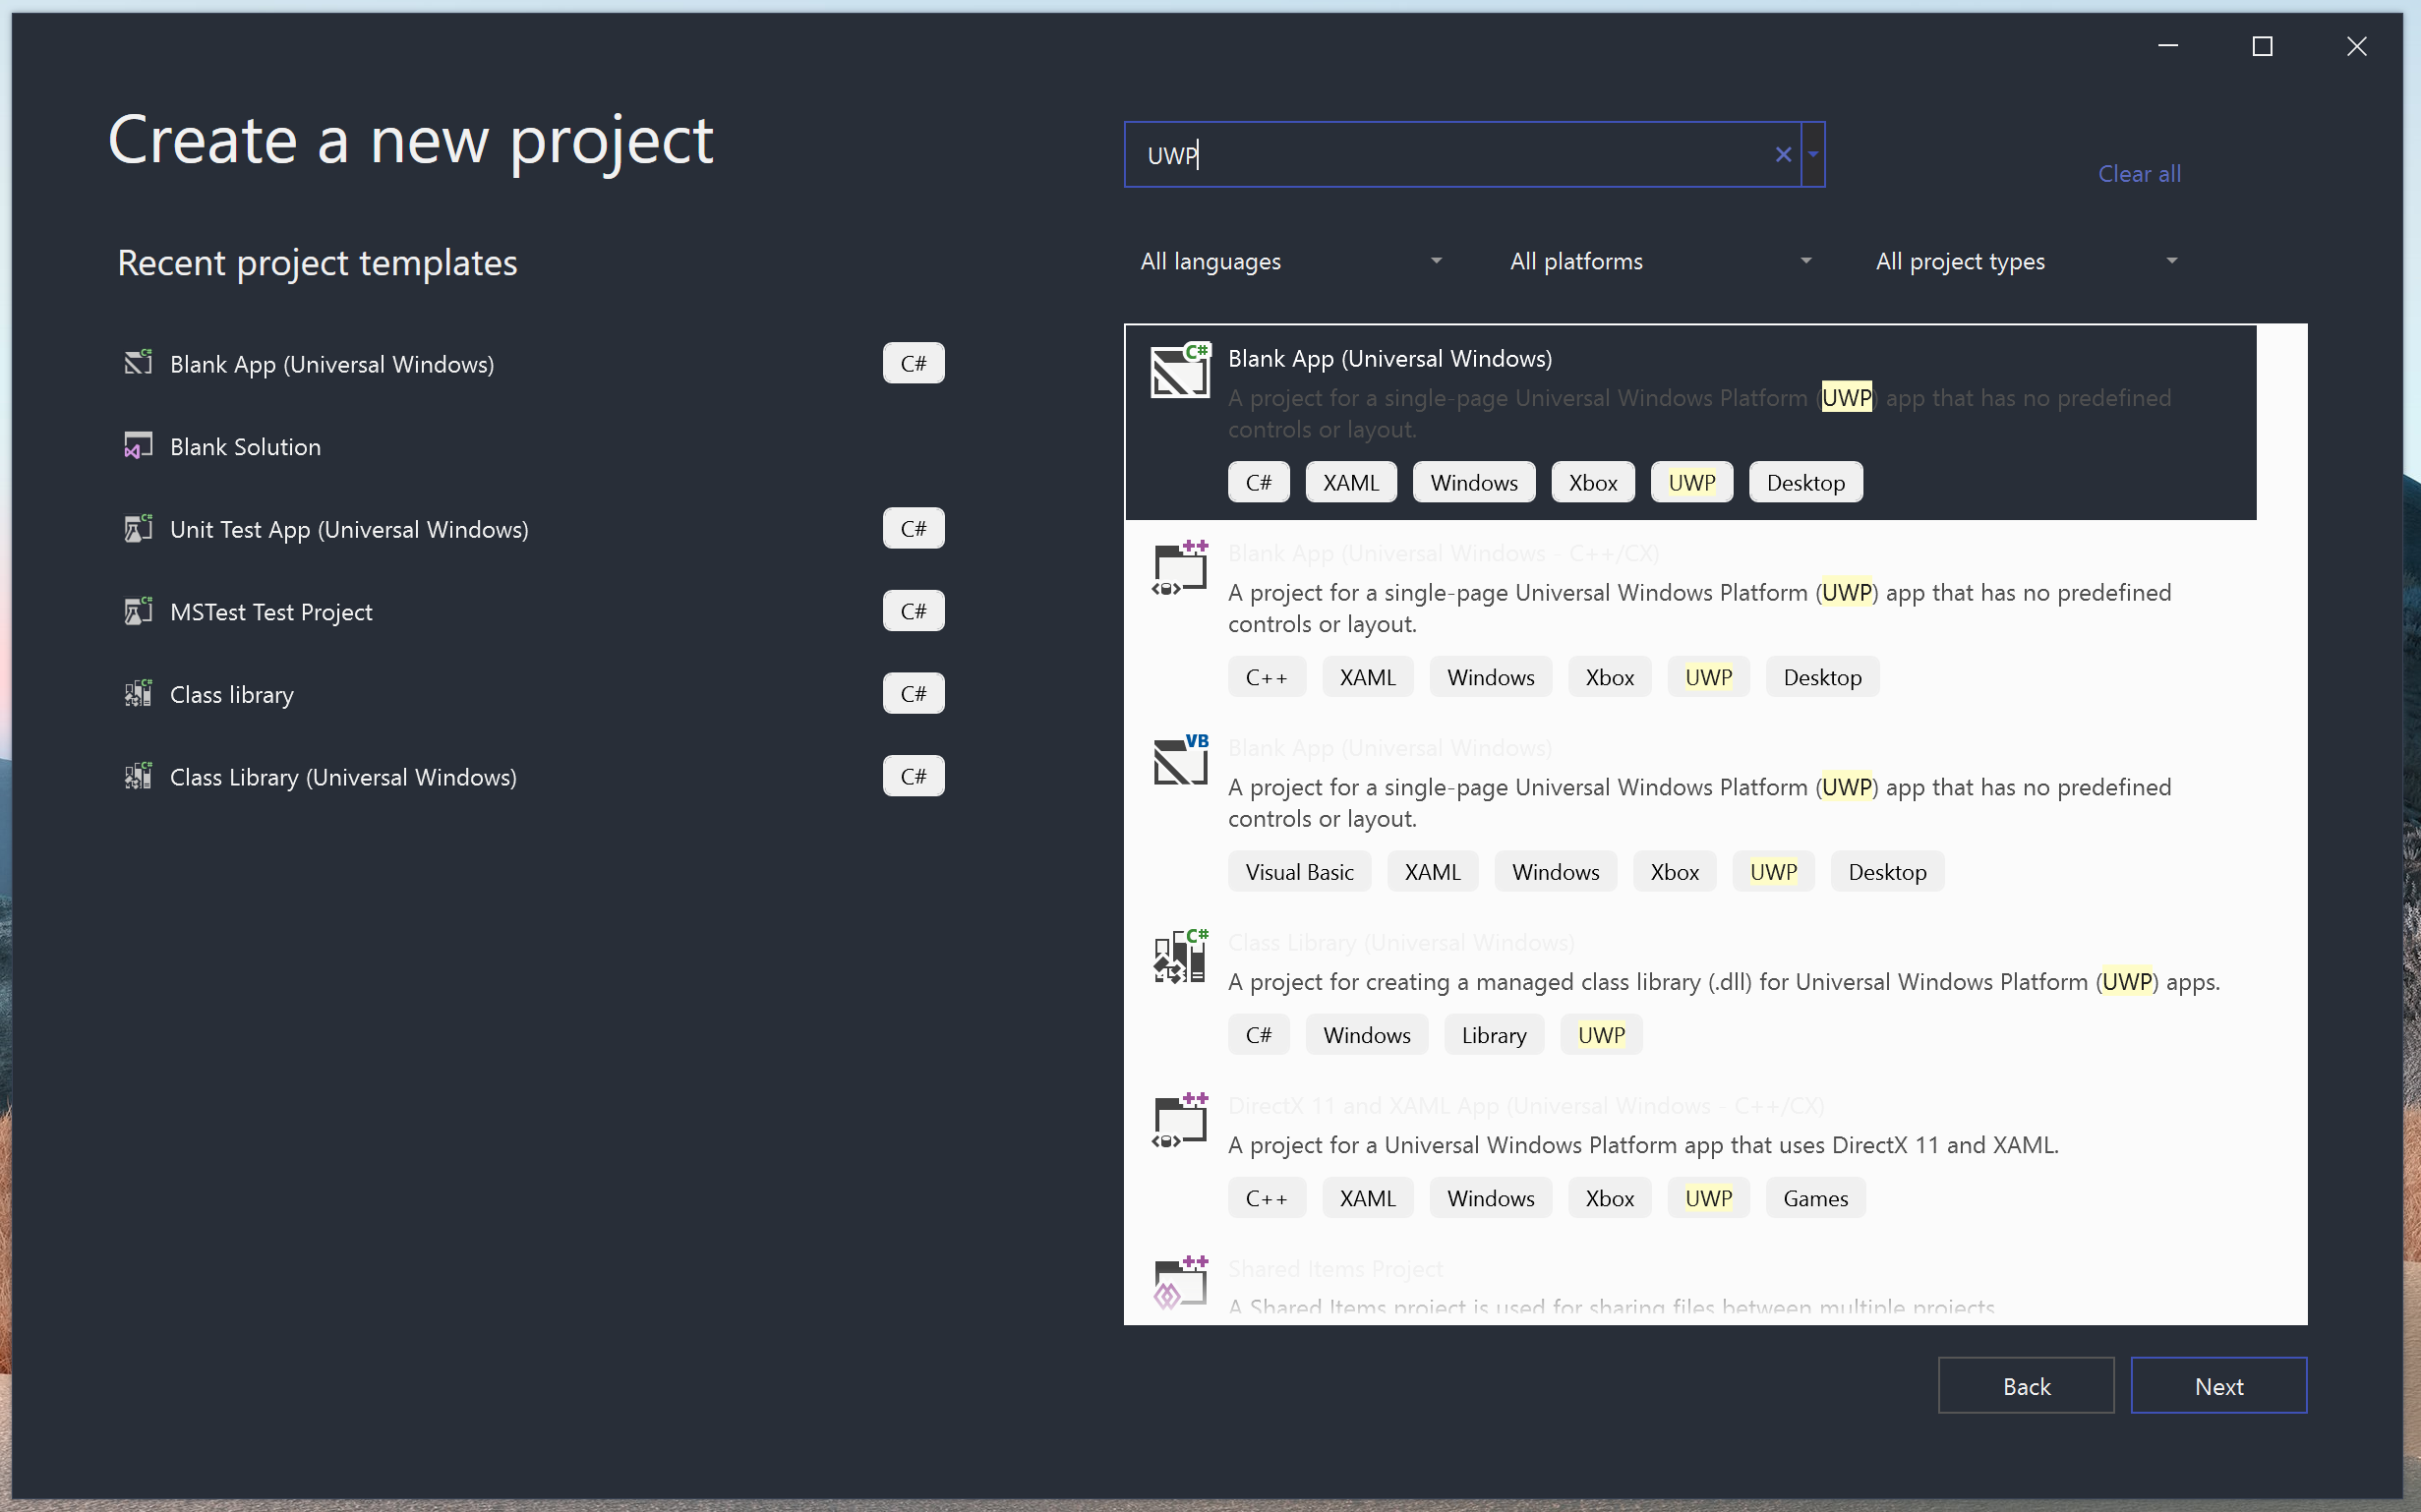 Create a new project
UWP
Clear all
Recent project templates
All languages
All platforms
All project types
Blank App (Universal Windows)
C#
Blank Solution
Unit Test App (Universal Windows)
C#
MSTest Test Project
C#
Class library
C#
Class Library (Universal Windows)
C#
C#
Blank App (Universal Windows)
A project for a single-page Universal Windows Platform (UWP) app that has no predefined
controls or layout.
C# XAML Windows Xbox UWP Desktop
++
Blank App (Universal Windows - C++/CX)
A project for a single-page Universal Windows Platform (UWP) app that has no predefined
controls or layout.
C++ XAML Windows Xbox UWP Desktop
VB
Blank App (Universal Windows)
A project for a single-page Universal Windows Platform (UWP) app that has no predefined
controls or layout.
Visual Basic XAML Windows Xbox UWP Desktop
C#
Class Library (Universal Windows)
A project for creating a managed class library (.dll) for Universal Windows Platform (UWP) apps.
C# Windows Library UWP
++
DirectX 11 and XAML App (Universal Windows - C++/CX)
A project for a Universal Windows Platform app that uses DirectX 11 and XAML.
C++ XAML Windows Xbox UWP Games
++
Shared Items Project
A Shared Items project is used for sharing files between multiple projects
Back
Next